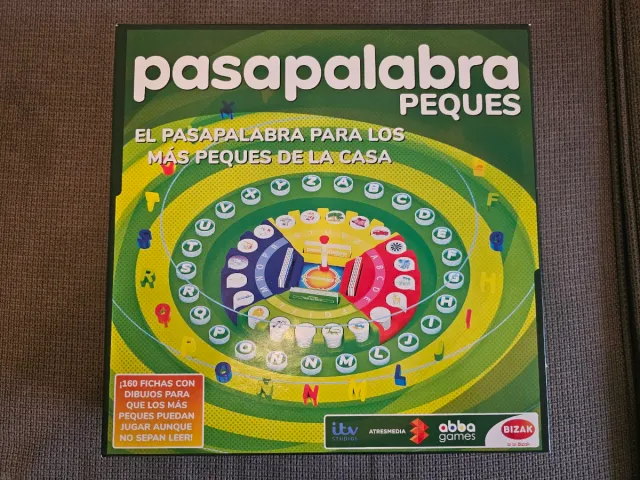 pasapalabra
PEQUES
EL PASAPALABRA PARA LOS
MÁS PEQUES DE LA CASA
Z A B C D E F G H I J L M N O P Q R S T U V X Y
¡160 FICHAS CON
DIBUJOS PARA
QUE LOS MÁS
PEQUES PUEDAN
JUGAR AUNQUE
NO SEPAN LEER!
itv
STUDIOS
ATRESMEDIA
abba
games
BIZAK